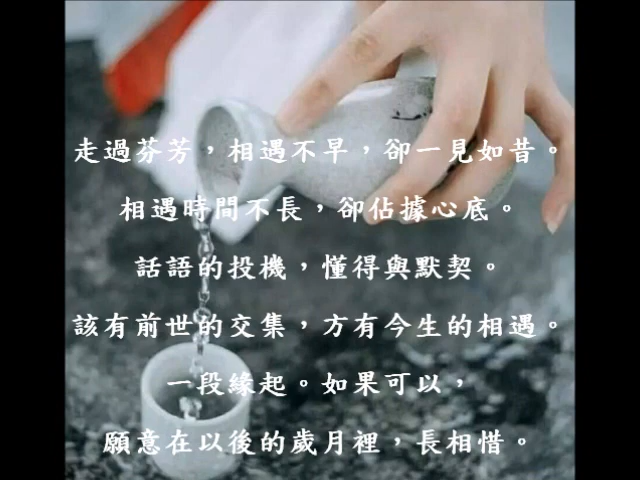 走過芬芳，相遇不早，卻一見如昔。
相遇時間不長，卻佔據心底。
話語的投機，懂得與默契。
該有前世的交集，方有今生的相遇。
一段緣起。如果可以，
願意在以後的歲月裡，長相惜。